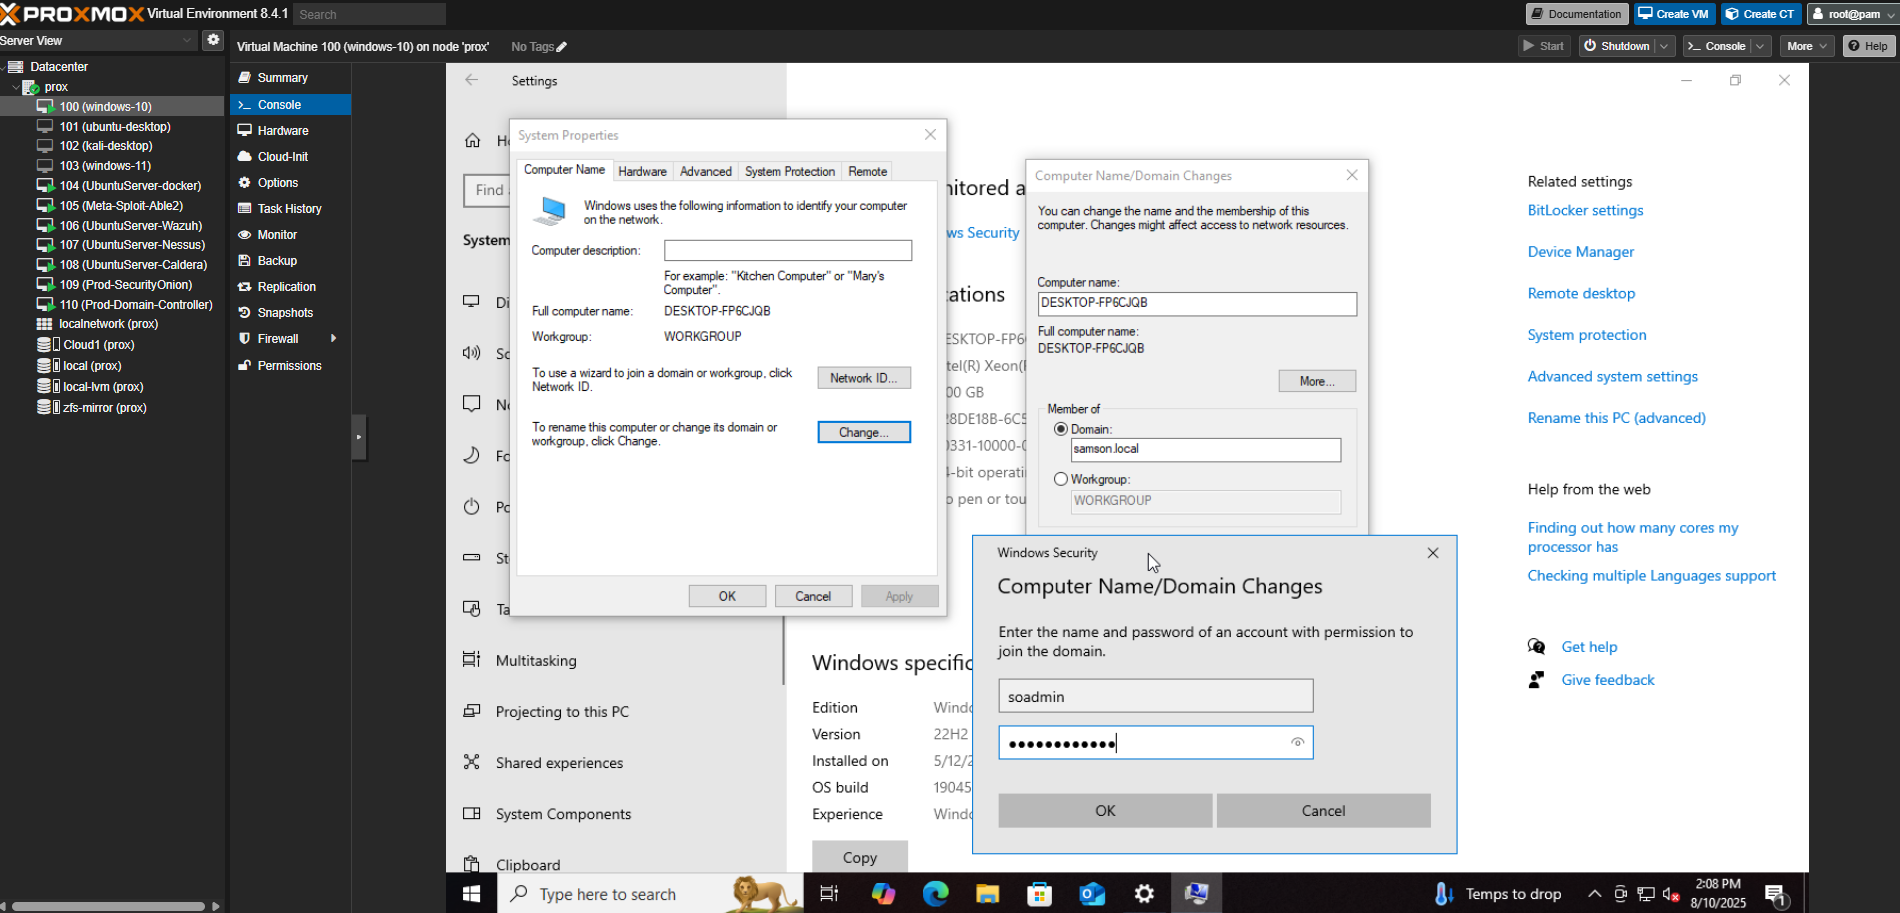 PROXMOX Virtual Environment 8.4.1
Search
Documentation
Create VM
Create CT
root@pam
Server View
Virtual Machine 100 (windows-10) on node 'prox'
No Tags
Start
Shutdown
Console
More
Help
Datacenter
prox
100 (windows-10)
101 (ubuntu-desktop)
102 (kali-desktop)
103 (windows-11)
104 (UbuntuServer-docker)
105 (Meta-Sploit-Able2)
106 (UbuntuServer-Wazuh)
107 (UbuntuServer-Nessus)
108 (UbuntuServer-Caldera)
109 (Prod-SecurityOnion)
110 (Prod-Domain-Controller)
localnetwork (prox)
Cloud1 (prox)
local (prox)
local-lvm (prox)
zfs-mirror (prox)
Summary
Console
Hardware
Cloud-Init
Options
Task History
Monitor
Backup
Replication
Snapshots
Firewall
Permissions
Settings
Find
System
Multitasking
Projecting to this PC
Shared experiences
System Components
Clipboard
System Properties
Computer Name
Hardware
Advanced
System Protection
Remote
Windows uses the following information to identify your computer
on the network.
Computer description:
For example: "Kitchen Computer" or "Mary's
Computer".
Full computer name:
DESKTOP-FP6CJQB
Workgroup:
WORKGROUP
To use a wizard to join a domain or workgroup, click
Network ID.
Network ID...
To rename this computer or change its domain or
workgroup, click Change.
Change...
OK
Cancel
Apply
nitored a
ws Security
ations
ESKTOP-FP6
tel(R) Xeon(
00 GB
28DE18B-6C5
0331-10000-0
4-bit operati
o pen or tou
Windows specific
Edition
Windo
Version
22H2
Installed on
5/12/2
OS build
19045
Experience
Windo
Copy
Computer Name/Domain Changes
You can change the name and the membership of this
computer. Changes might affect access to network resources.
Computer name:
DESKTOP-FP6CJQB
Full computer name:
DESKTOP-FP6CJQB
More...
Member of
Domain:
samson.local
Workgroup:
WORKGROUP
Windows Security
Computer Name/Domain Changes
Enter the name and password of an account with permission to
join the domain.
soadmin
OK
Cancel
Related settings
BitLocker settings
Device Manager
Remote desktop
System protection
Advanced system settings
Rename this PC (advanced)
Help from the web
Finding out how many cores my
processor has
Checking multiple Languages support
Get help
Give feedback
Type here to search
Temps to drop
2:08 PM
8/10/2025
1